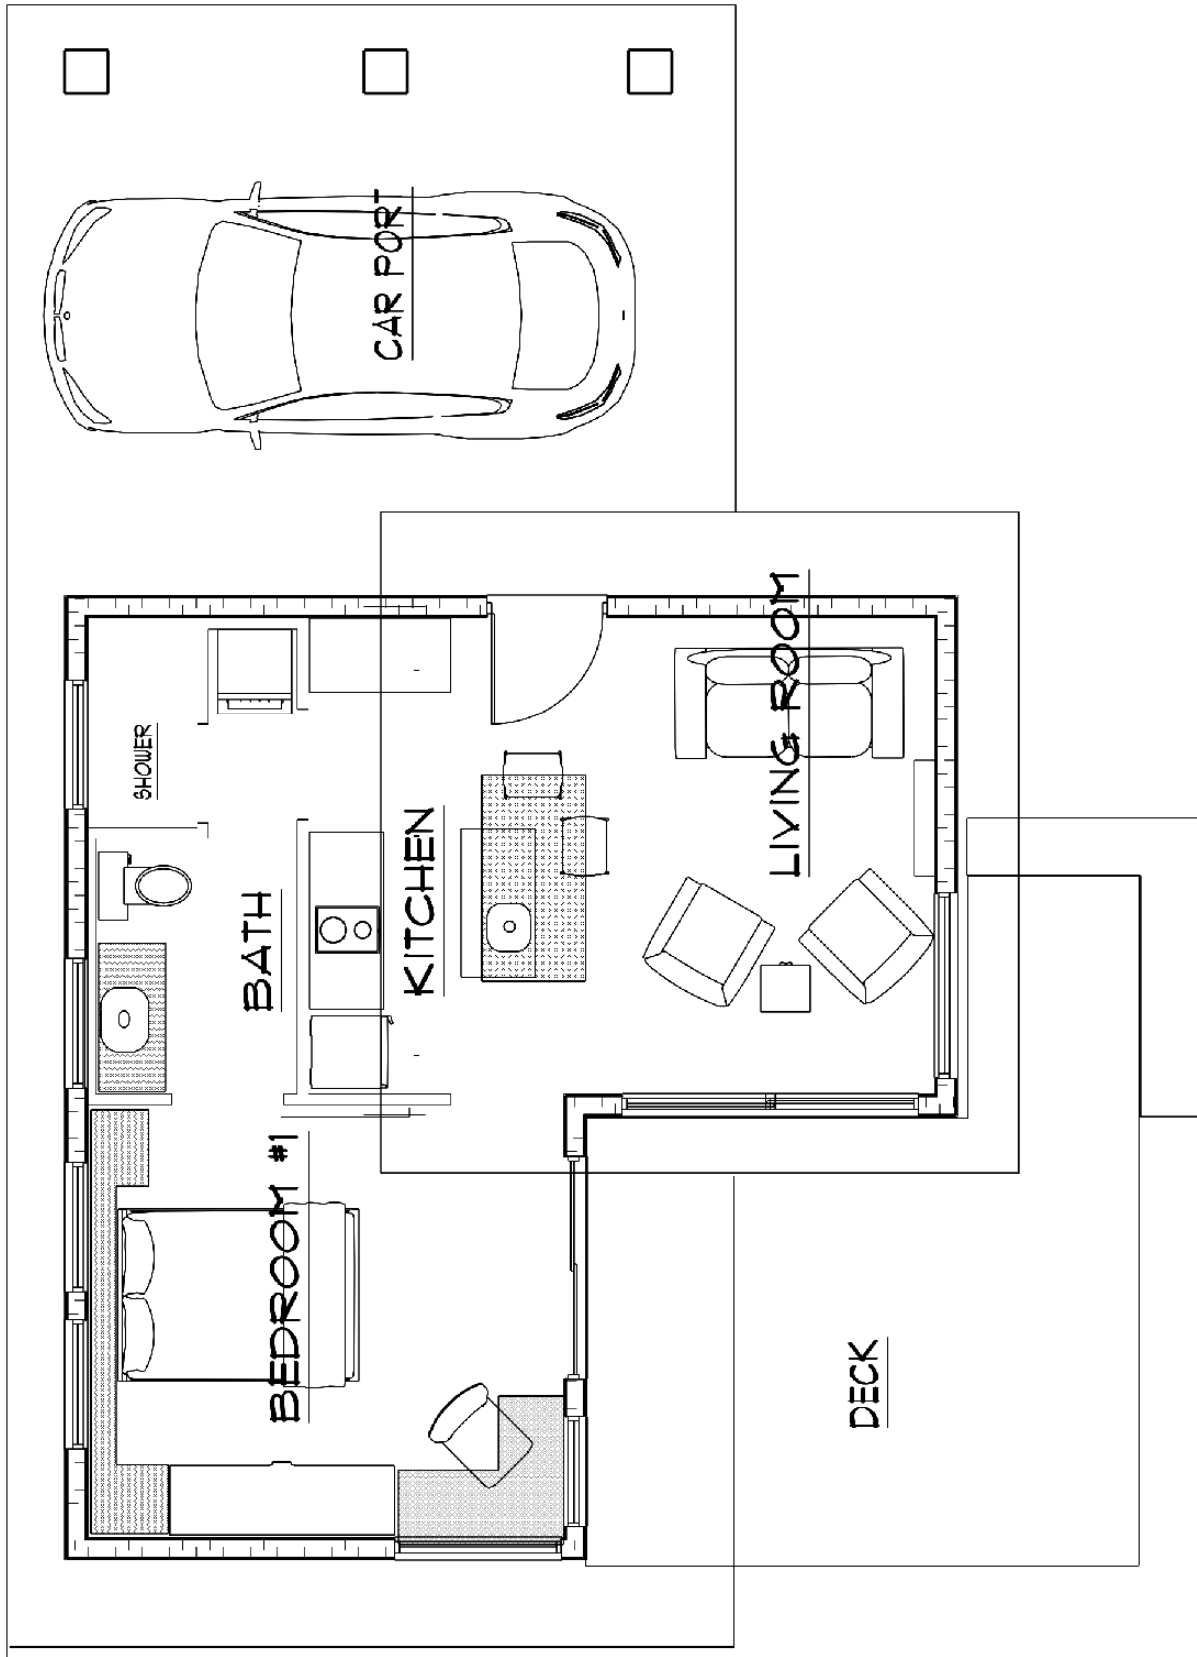 CAR PORT
LIVING ROOM
SHOWER
KITCHEN
BATH
BEDROOM #1
DECK